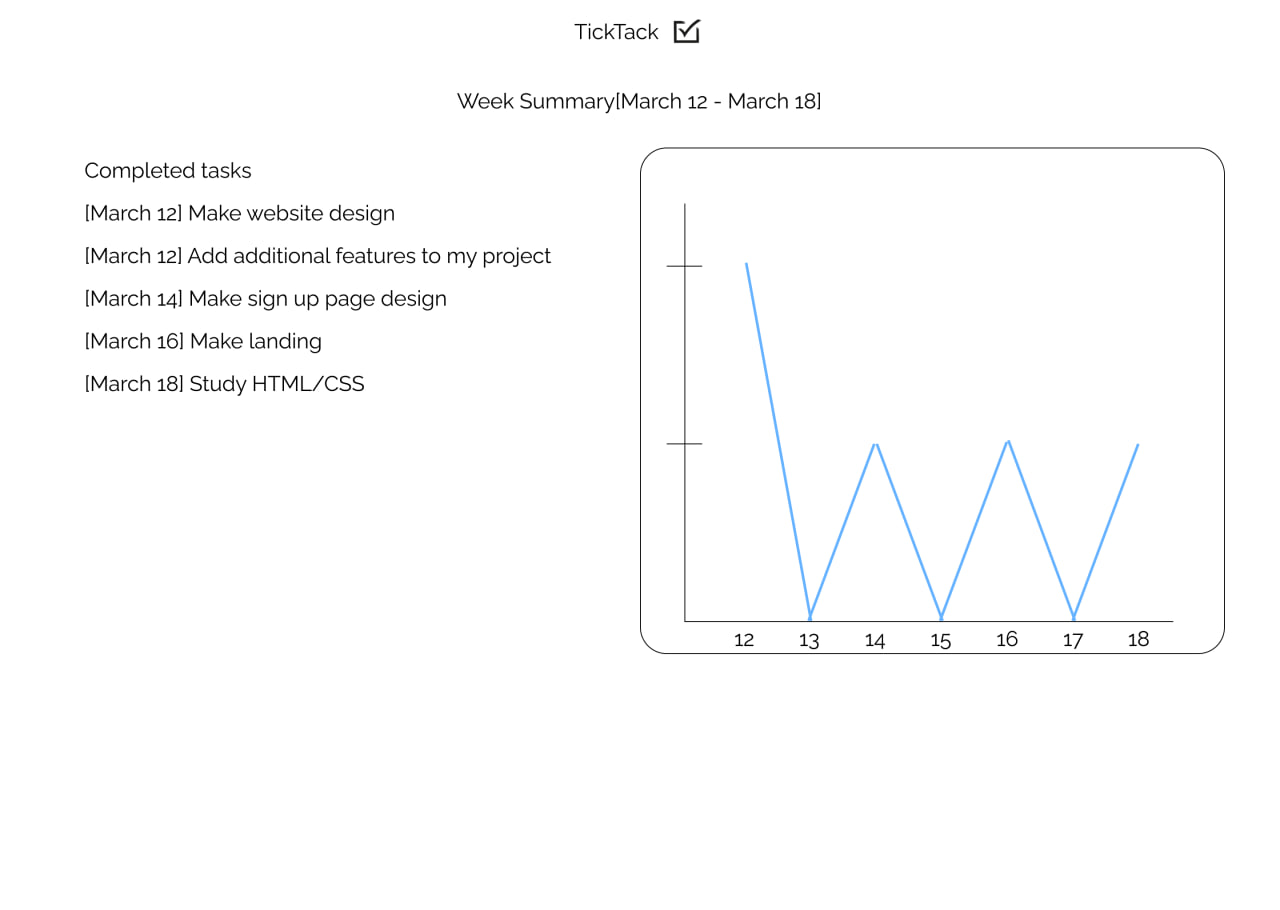 TickTack
Week Summary[March 12 - March 18]
Completed tasks
[March 12] Make website design
[March 12] Add additional features to my project
[March 14] Make sign up page design
[March 16] Make landing
[March 18] Study HTML/CSS
12 13 14 15 16 17 18